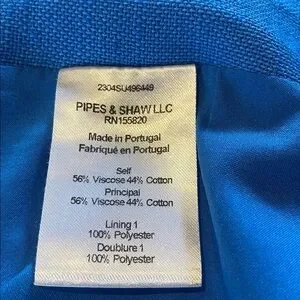 2304SU496449
PIPES & SHAW LLC
RN155820
Made in Portugal
Fabriqué en Portugal
Self
56% Viscose 44% Cotton
Principal
56% Viscose 44% Cotton
Lining 1
100% Polyester
Doublure 1
100% Polyester